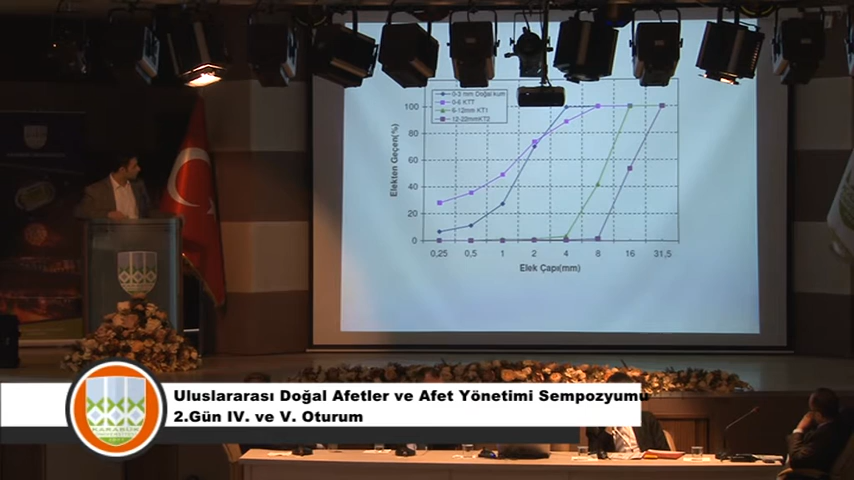 0-3 mm Doğal kum
0-6 KTT
6-12mm KT1
12-22mmKT2
Elekten Geçen(%)
100
80
60
40
20
0
0,25 0,5 1 2 4 8 16 31,5
Elek Çapı(mm)
Uluslararası Doğal Afetler ve Afet Yönetimi Sempozyumu
2.Gün IV. ve V. Oturum
KARABÜK